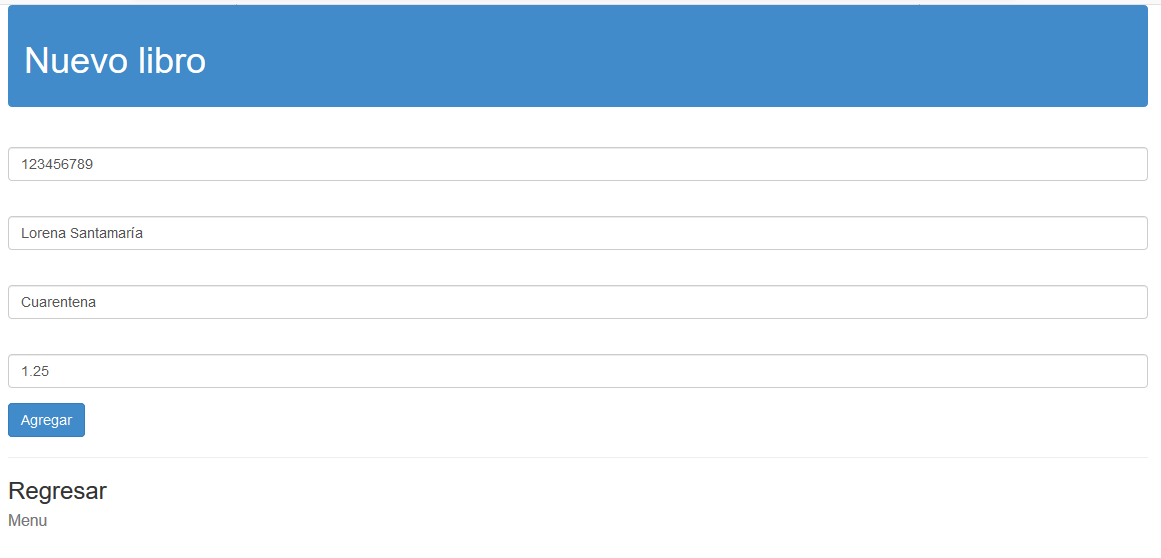 Nuevo libro
123456789
Lorena Santamaría
Cuarentena
1.25
Agregar
Regresar
Menu